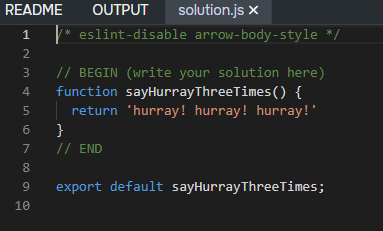 README OUTPUT solution.js ×
1 /* eslint-disable arrow-body-style */
2
3 // BEGIN (write your solution here)
4 function sayHurrayThreeTimes() {
5 return 'hurray! hurray! hurray!'
6 }
7 // END
8
9 export default sayHurrayThreeTimes;
10